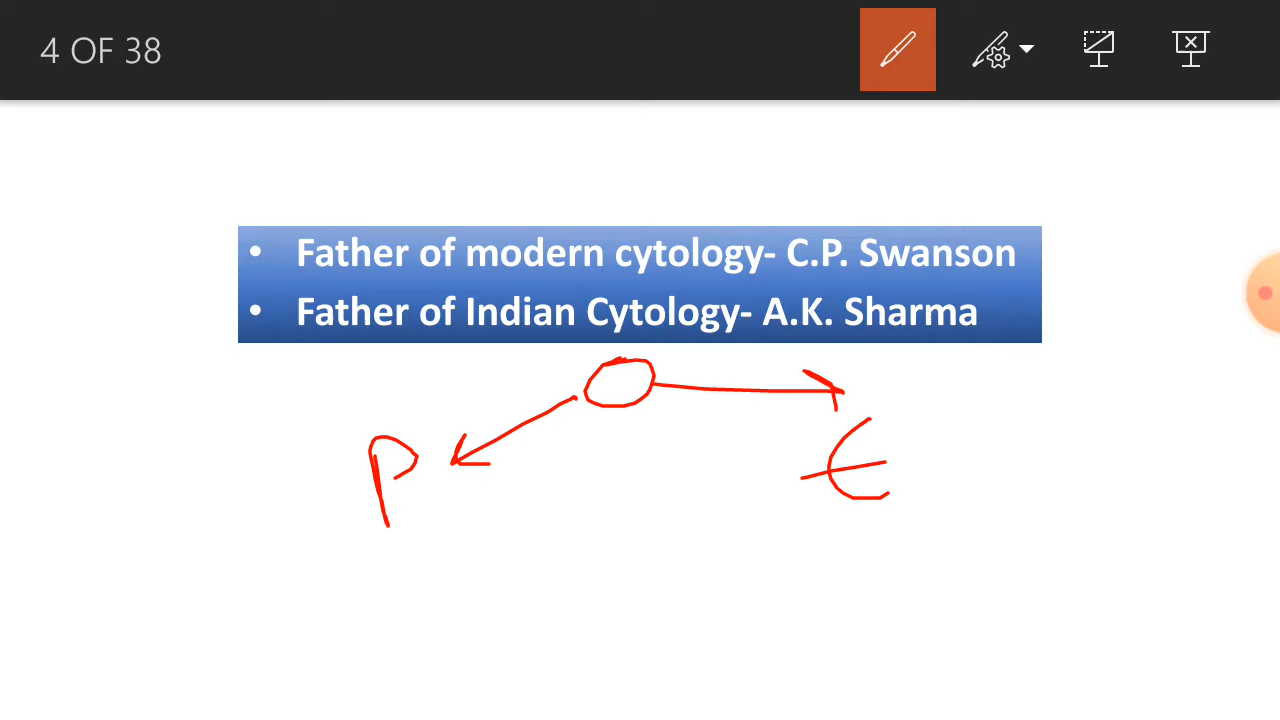 4 OF 38
• Father of modern cytology- C.P. Swanson
• Father of Indian Cytology- A.K. Sharma
P E